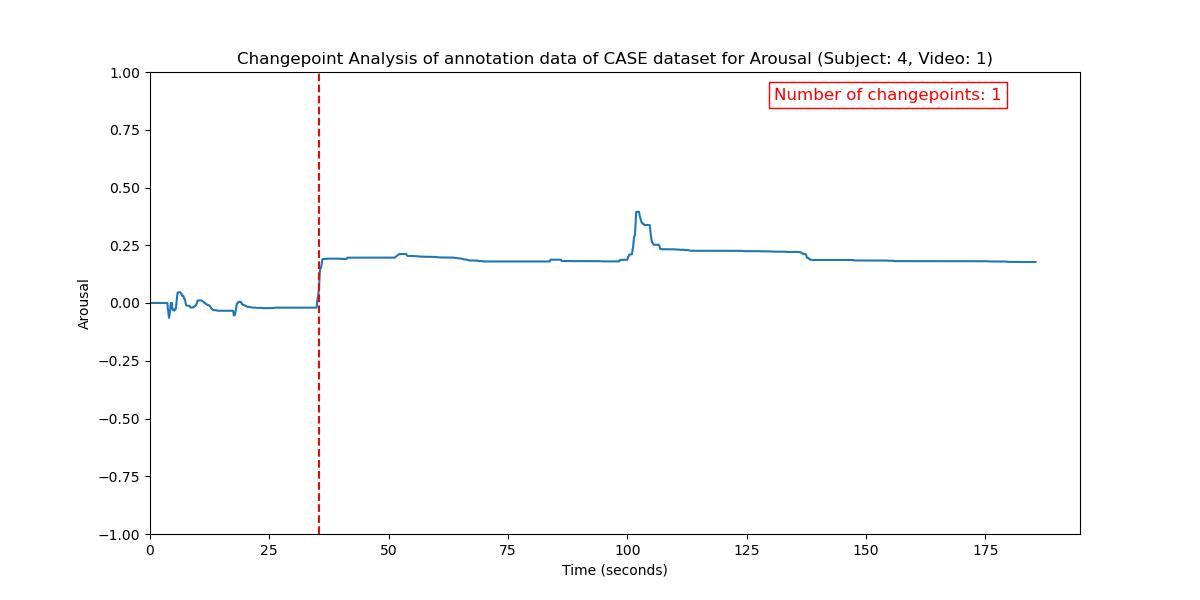 Changepoint Analysis of annotation data of CASE dataset for Arousal (Subject: 4, Video: 1)
Number of changepoints: 1
1.00
0.75
0.50
0.25
0.00
−0.25
−0.50
−0.75
−1.00
Arousal
0 25 50 75 100 125 150 175
Time (seconds)